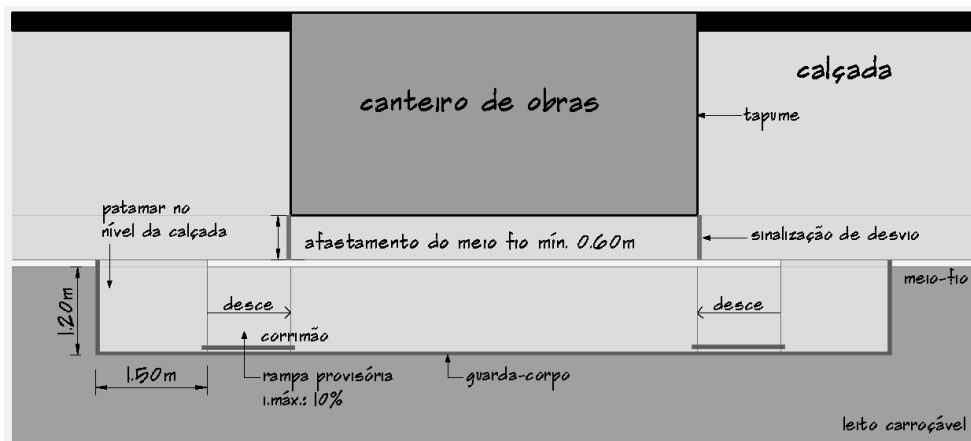 calçada
canteiro de obras
tapume
patamar no
nível da calçada
afastamento do meio fio mín. 0.60m
sinalização de desvio
meio-fio
1.20m
desce
desce
corrimão
1.50m
rampa provisória
i.máx.: 10%
guarda-corpo
leito carroçável